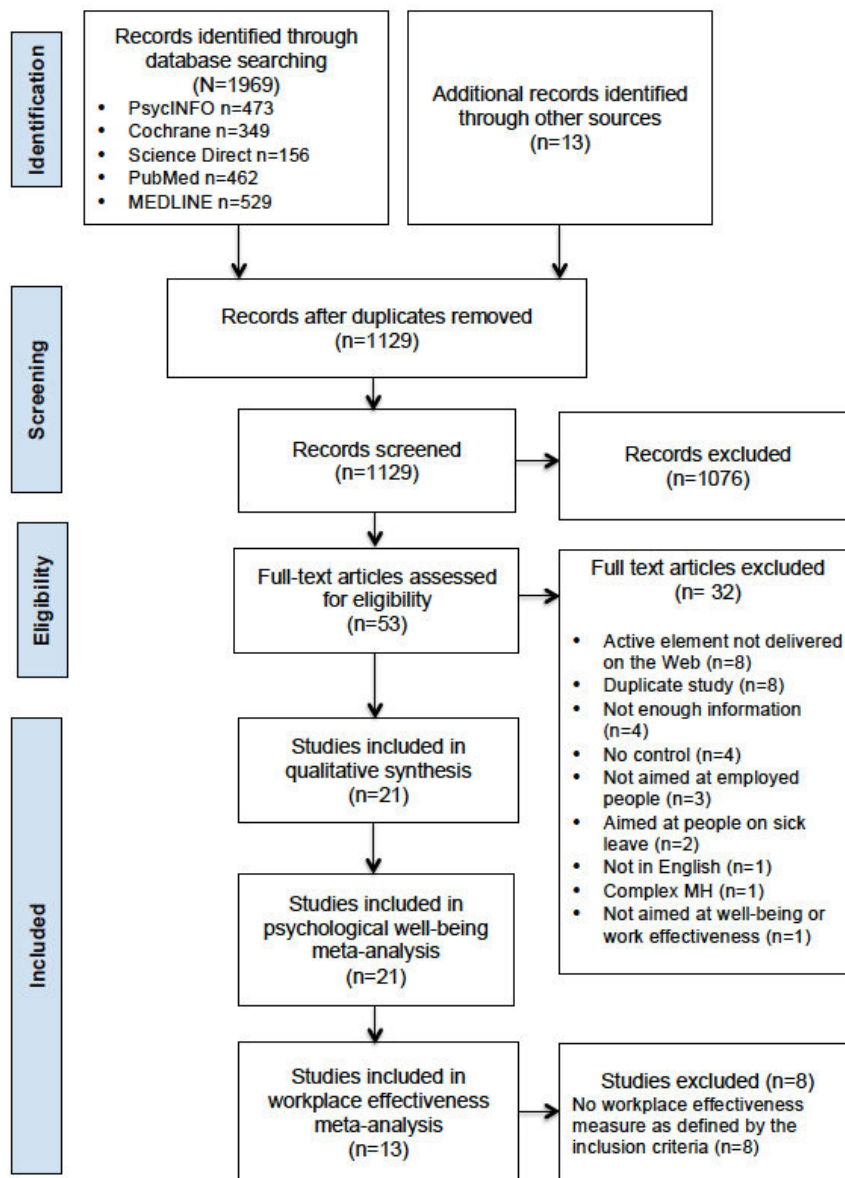 Identification
Records identified through
database searching
(N=1969)
• PsycINFO n=473
• Cochrane n=349
• Science Direct n=156
• PubMed n=462
• MEDLINE n=529
Additional records identified
through other sources
(n=13)
Screening
Records after duplicates removed
(n=1129)
Records screened
(n=1129)
Records excluded
(n=1076)
Eligibility
Full-text articles assessed
for eligibility
(n=53)
Full text articles excluded
(n= 32)
• Active element not delivered
on the Web (n=8)
• Duplicate study (n=8)
• Not enough information
(n=4)
• No control (n=4)
• Not aimed at employed
people (n=3)
• Aimed at people on sick
leave (n=2)
• Not in English (n=1)
• Complex MH (n=1)
• Not aimed at well-being or
work effectiveness (n=1)
Included
Studies included in
qualitative synthesis
(n=21)
Studies included in
psychological well-being
meta-analysis
(n=21)
Studies included in
workplace effectiveness
meta-analysis
(n=13)
Studies excluded (n=8)
No workplace effectiveness
measure as defined by the
inclusion criteria (n=8)